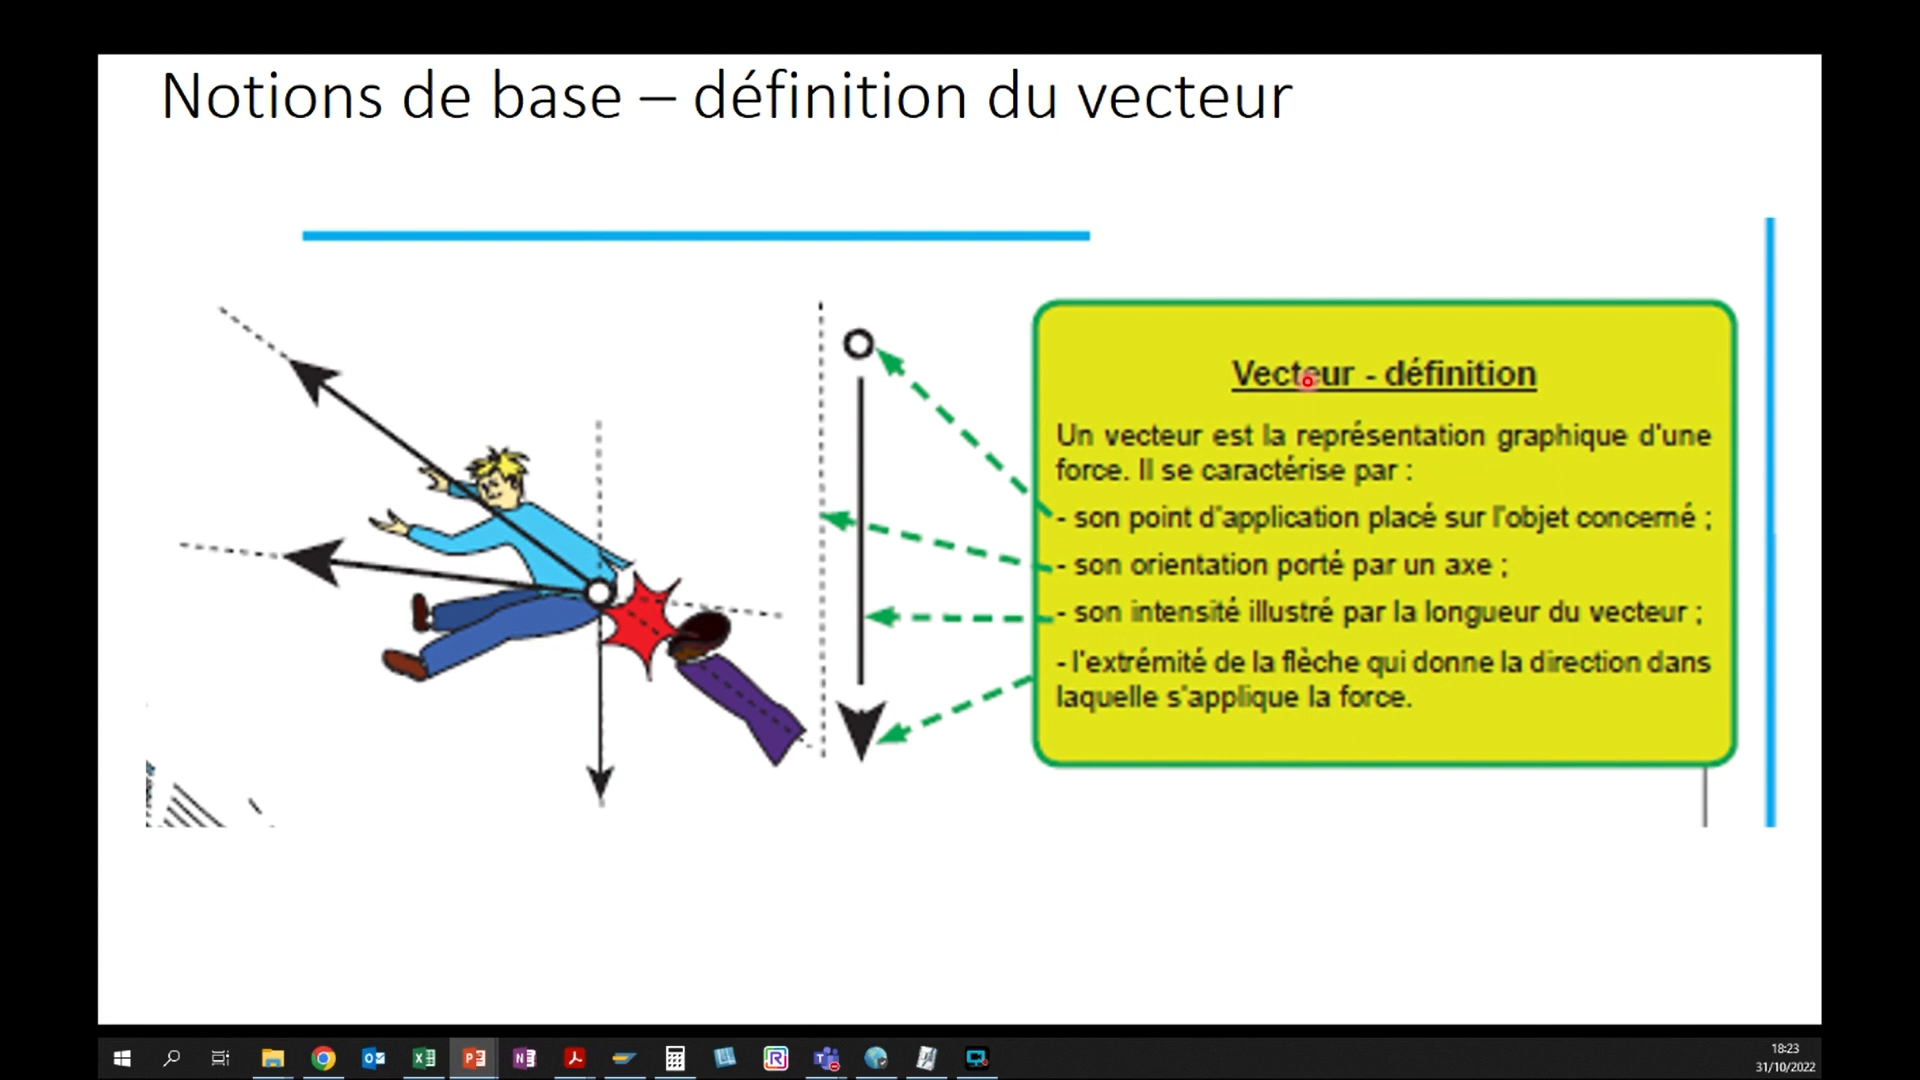 Notions de base – définition du vecteur
Vecteur - définition
Un vecteur est la représentation graphique d'une
force. Il se caractérise par :
- son point d'application placé sur l'objet concerné ;
- son orientation porté par un axe ;
- son intensité illustré par la longueur du vecteur ;
- l'extrémité de la flèche qui donne la direction dans
laquelle s'applique la force.
18:23
31/10/2022